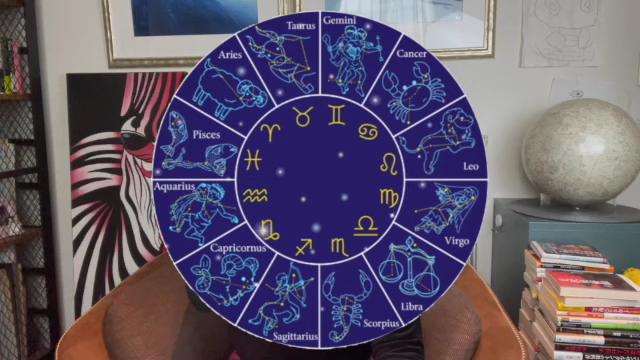 Taurus
Gemini
Aries
Cancer
Pisces
Leo
Aquarius
Virgo
Capricornus
Libra
Sagittarius
Scorpius
♉ ♊
♈ ♋
♓ ♌
♒ ♍
♑ ♎
♐ ♏